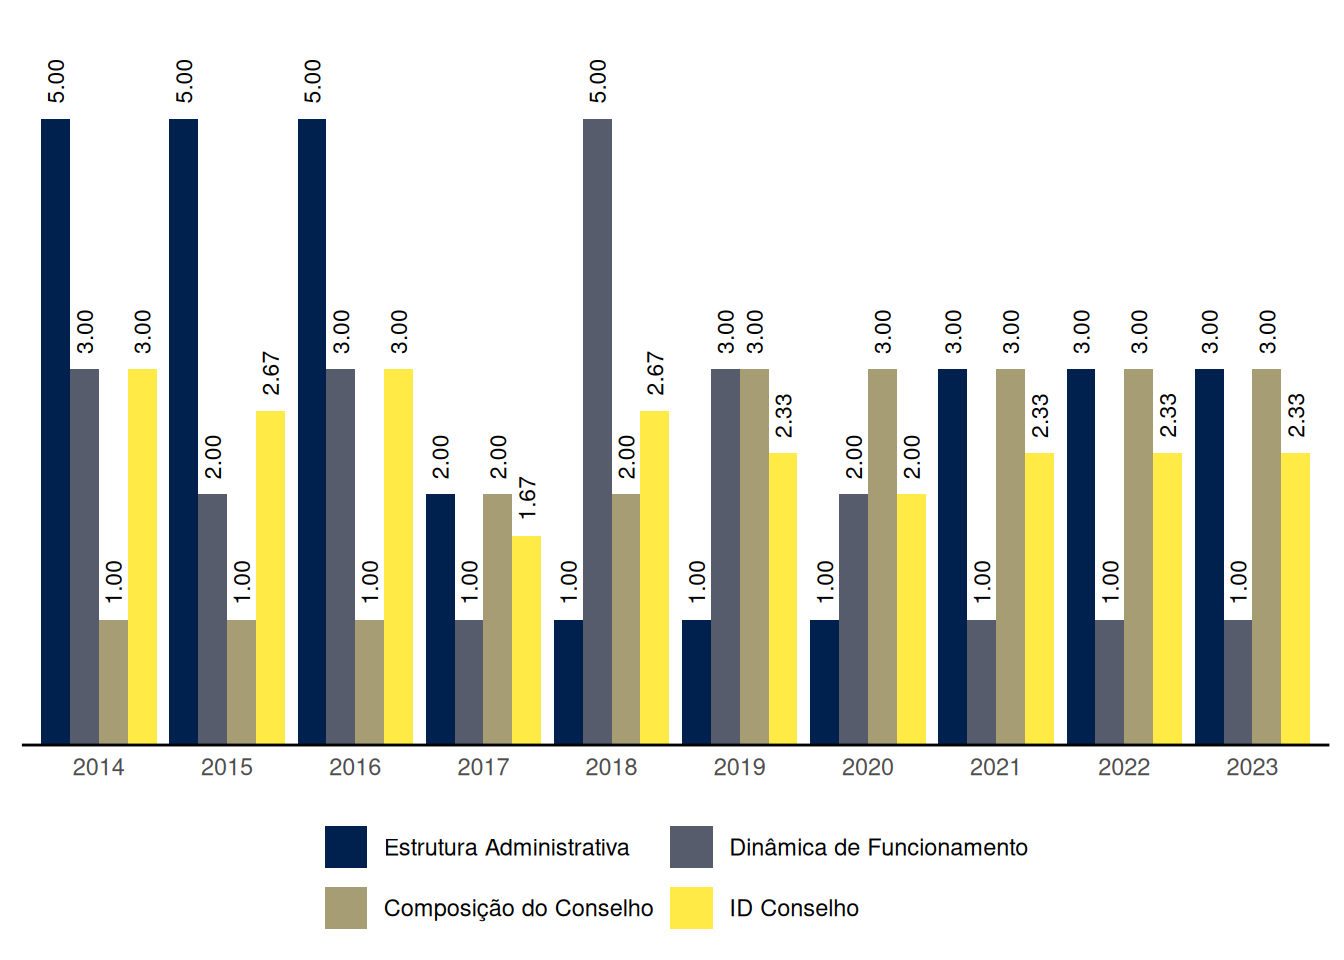 5.00 3.00 1.00 3.00
5.00 2.00 1.00 2.67
5.00 3.00 1.00 3.00
2.00 1.00 2.00 1.67
1.00 5.00 2.00 2.67
1.00 3.00 3.00 2.33
1.00 2.00 3.00 2.00
3.00 1.00 3.00 2.33
3.00 1.00 3.00 2.33
3.00 1.00 3.00 2.33
2014 2015 2016 2017 2018 2019 2020 2021 2022 2023
Estrutura Administrativa Dinâmica de Funcionamento
Composição do Conselho ID Conselho